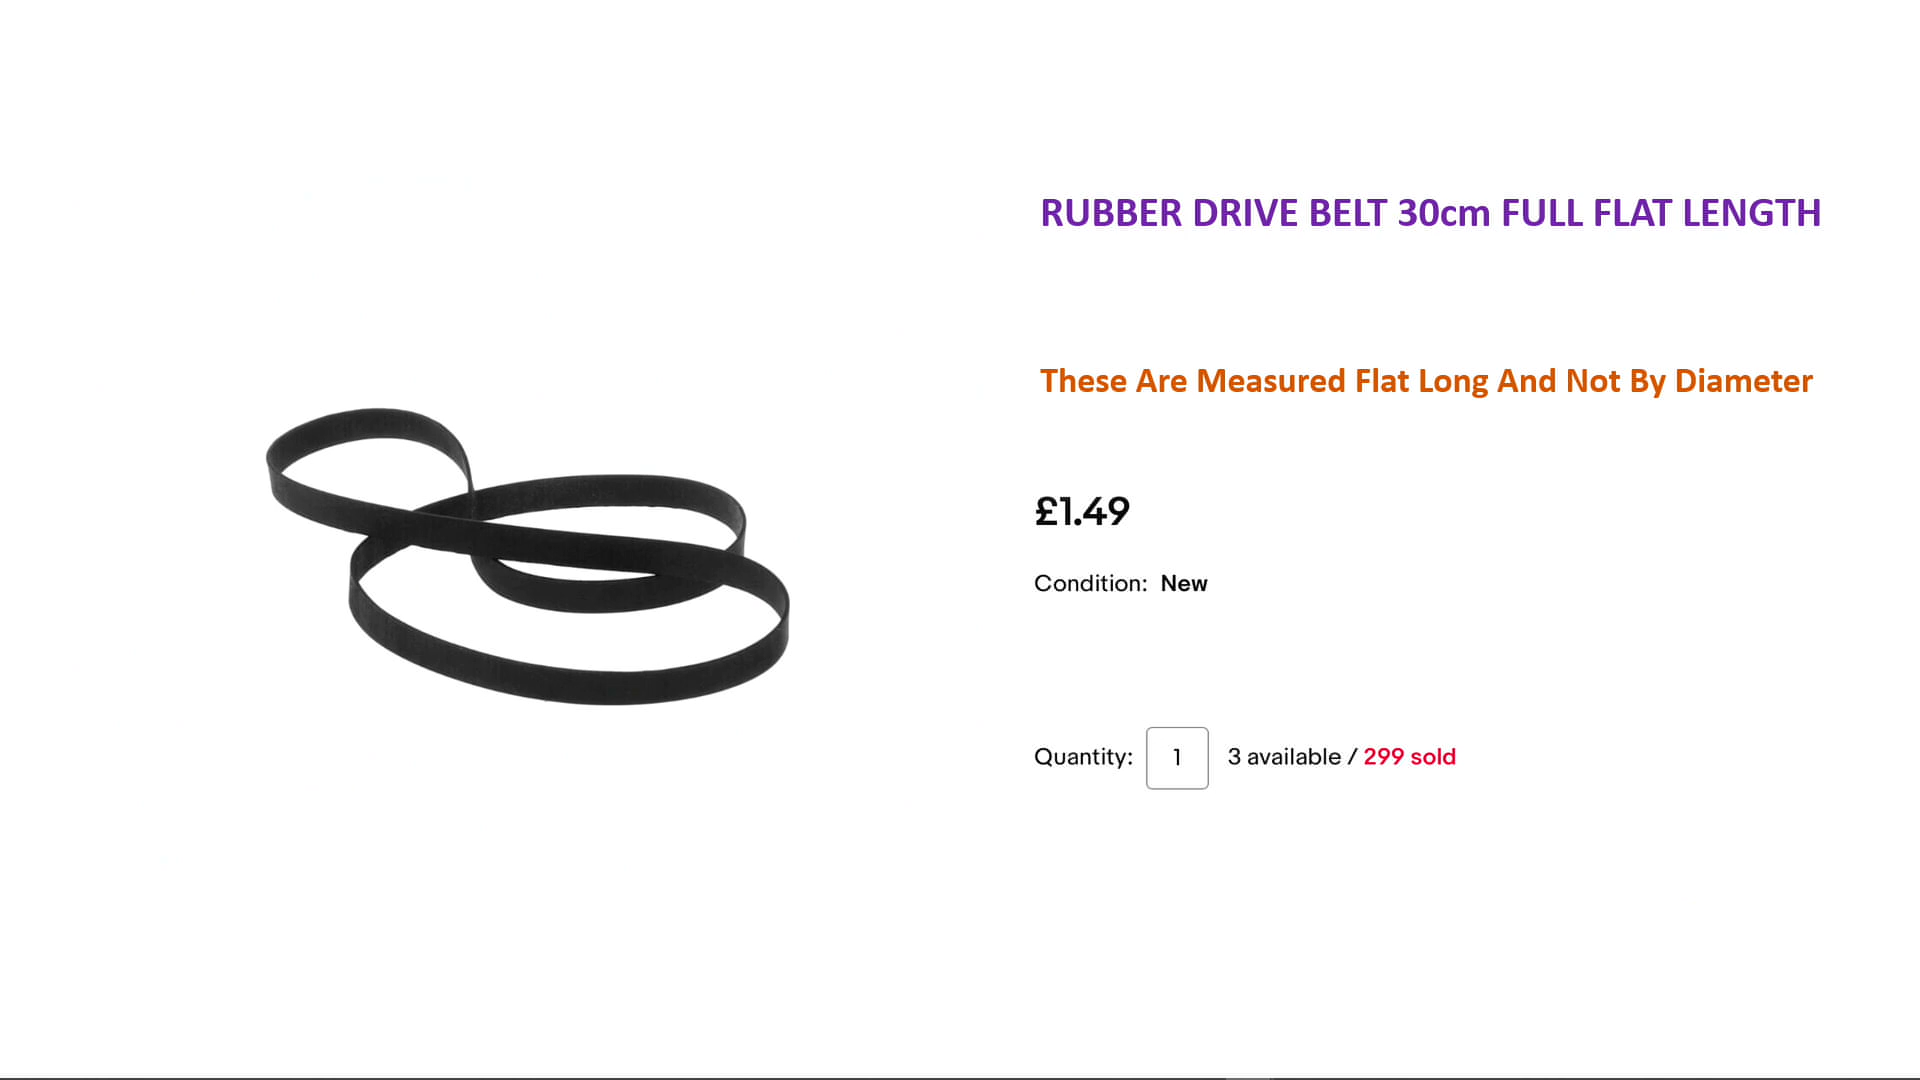 RUBBER DRIVE BELT 30cm FULL FLAT LENGTH
These Are Measured Flat Long And Not By Diameter
£1.49
Condition: New
Quantity: 1 3 available / 299 sold